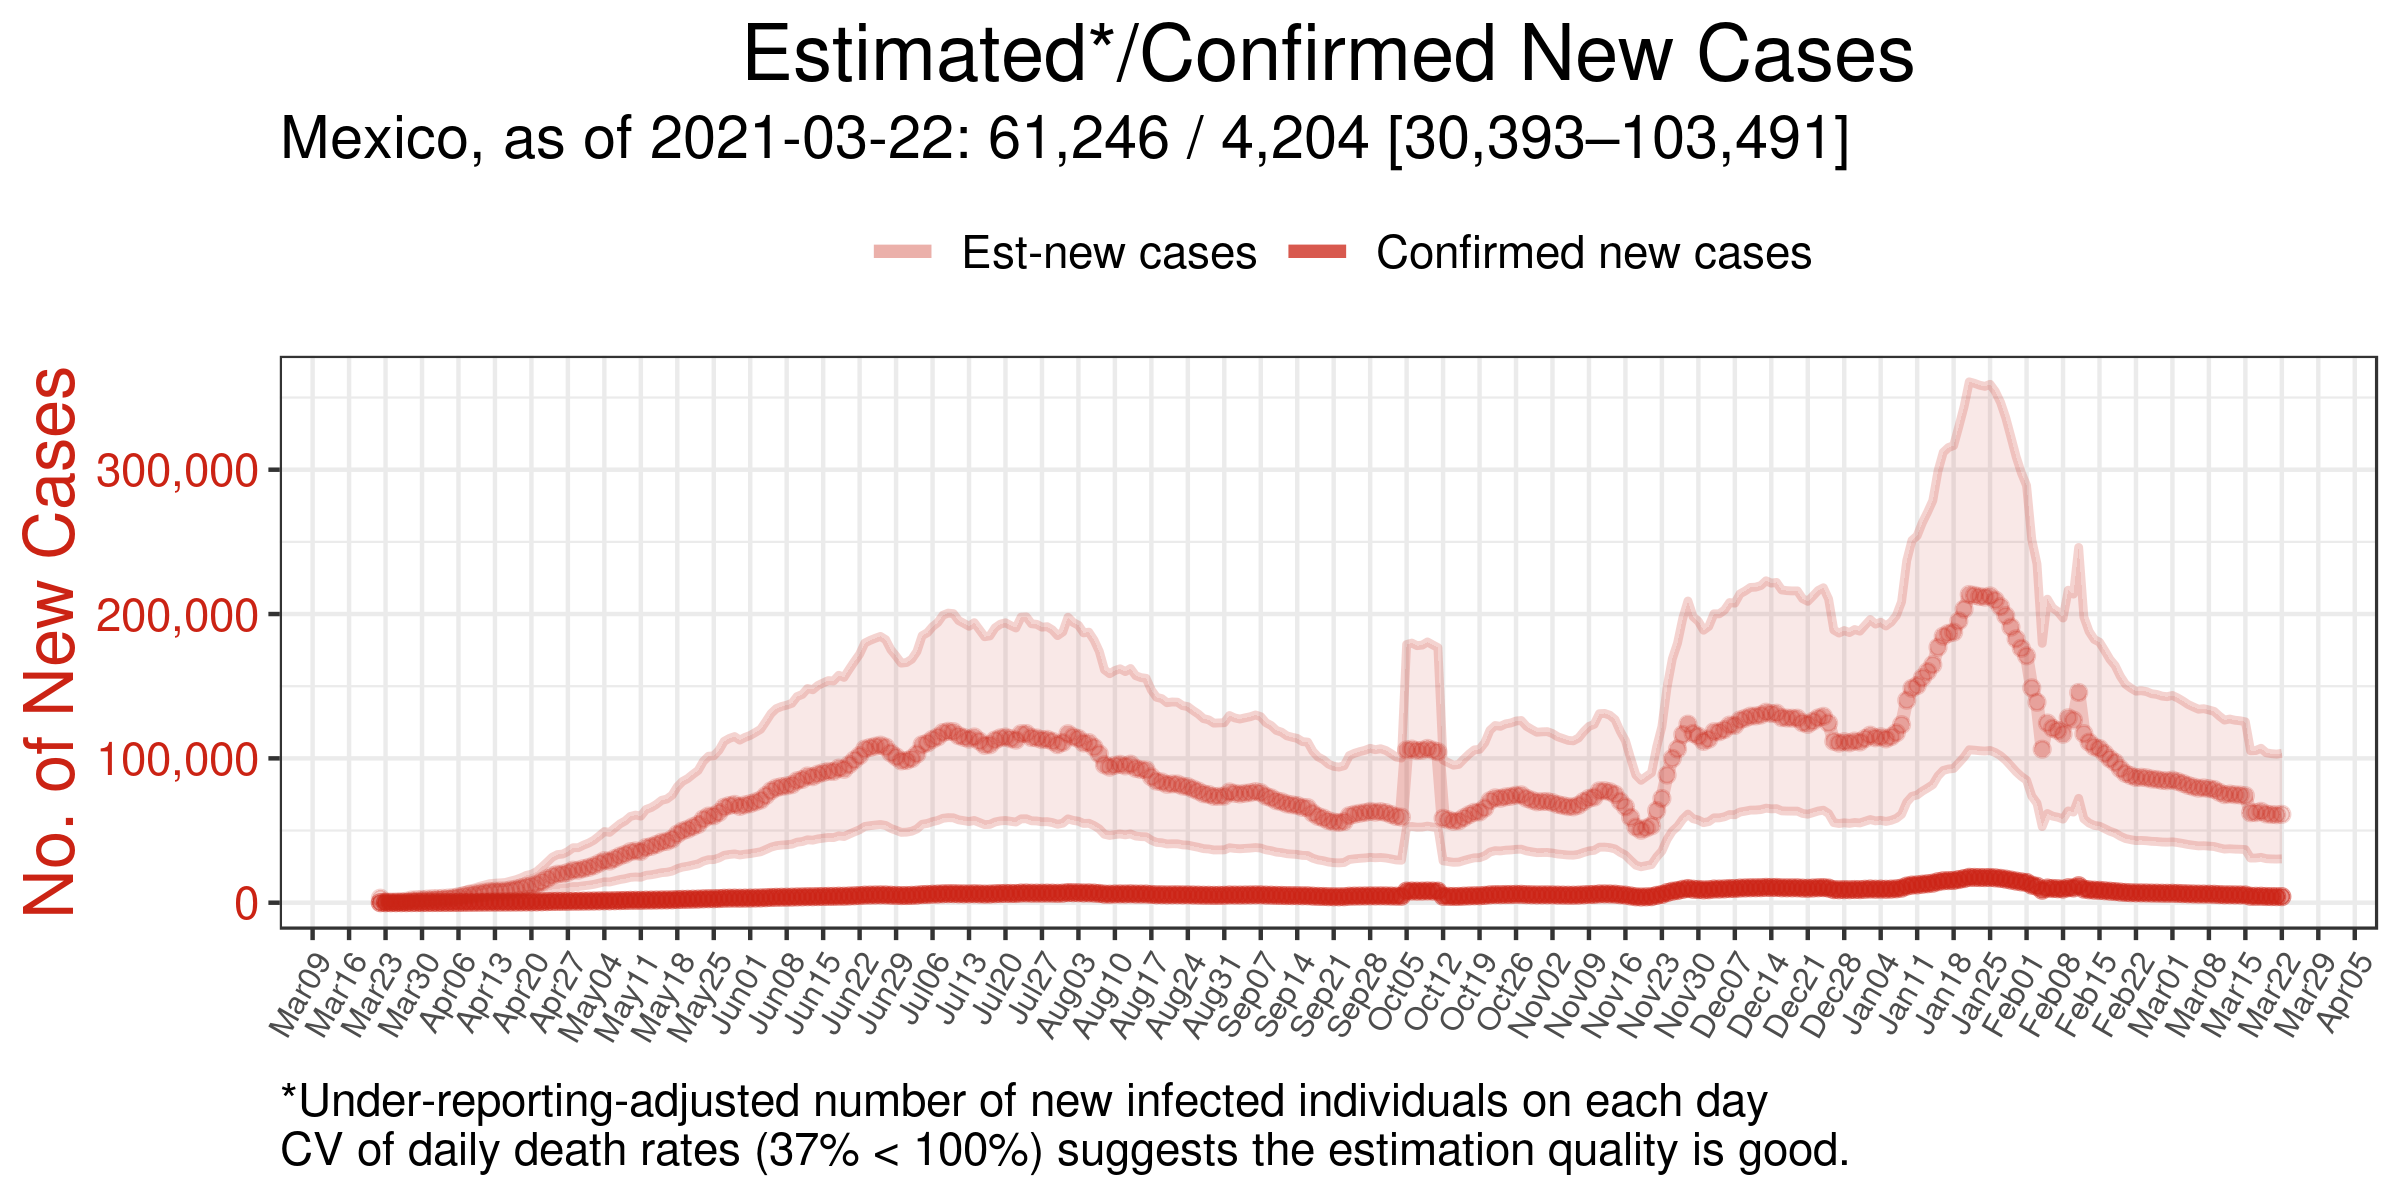 Estimated*/Confirmed New Cases
Mexico, as of 2021-03-22: 61,246 / 4,204 [30,393–103,491]
Est-new cases
Confirmed new cases
No. of New Cases
300,000
200,000
100,000
0
Mar09
Mar16
Mar23
Mar30
Apr06
Apr13
Apr20
Apr27
May04
May11
May18
May25
Jun01
Jun08
Jun15
Jun22
Jun29
Jul06
Jul13
Jul20
Jul27
Aug03
Aug10
Aug17
Aug24
Aug31
Sep07
Sep14
Sep21
Sep28
Oct05
Oct12
Oct19
Oct26
Nov02
Nov09
Nov16
Nov23
Nov30
Dec07
Dec14
Dec21
Dec28
Jan04
Jan11
Jan18
Jan25
Feb01
Feb08
Feb15
Feb22
Mar01
Mar08
Mar15
Mar22
Mar29
Apr05
*Under-reporting-adjusted number of new infected individuals on each day
CV of daily death rates (37% < 100%) suggests the estimation quality is good.